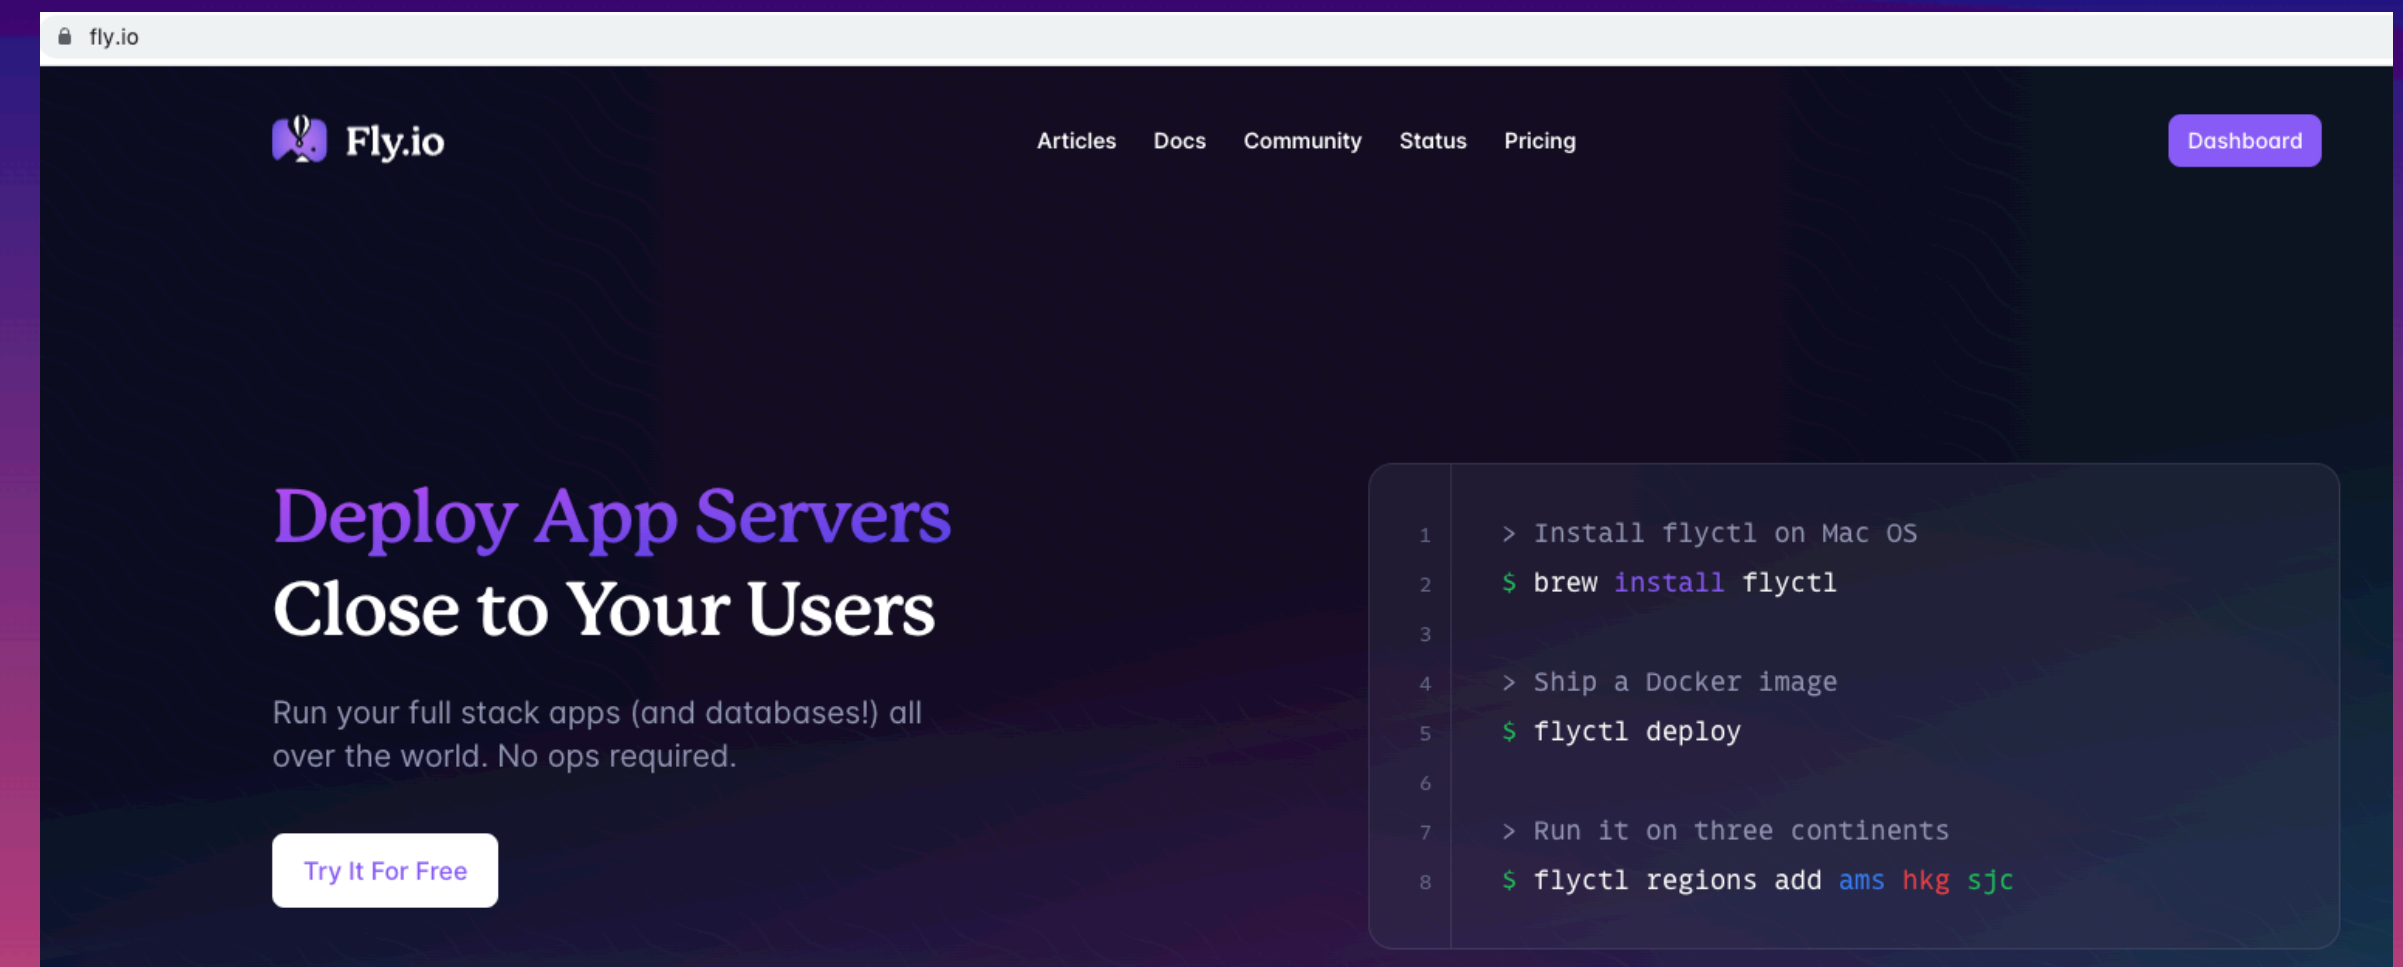 fly.io
Fly.io
Articles Docs Community Status Pricing
Dashboard
Deploy App Servers
Close to Your Users
Run your full stack apps (and databases!) all
over the world. No ops required.
Try It For Free
1 > Install flyctl on Mac OS
2 $ brew install flyctl
3
4 > Ship a Docker image
5 $ flyctl deploy
6
7 > Run it on three continents
8 $ flyctl regions add ams hkg sjc